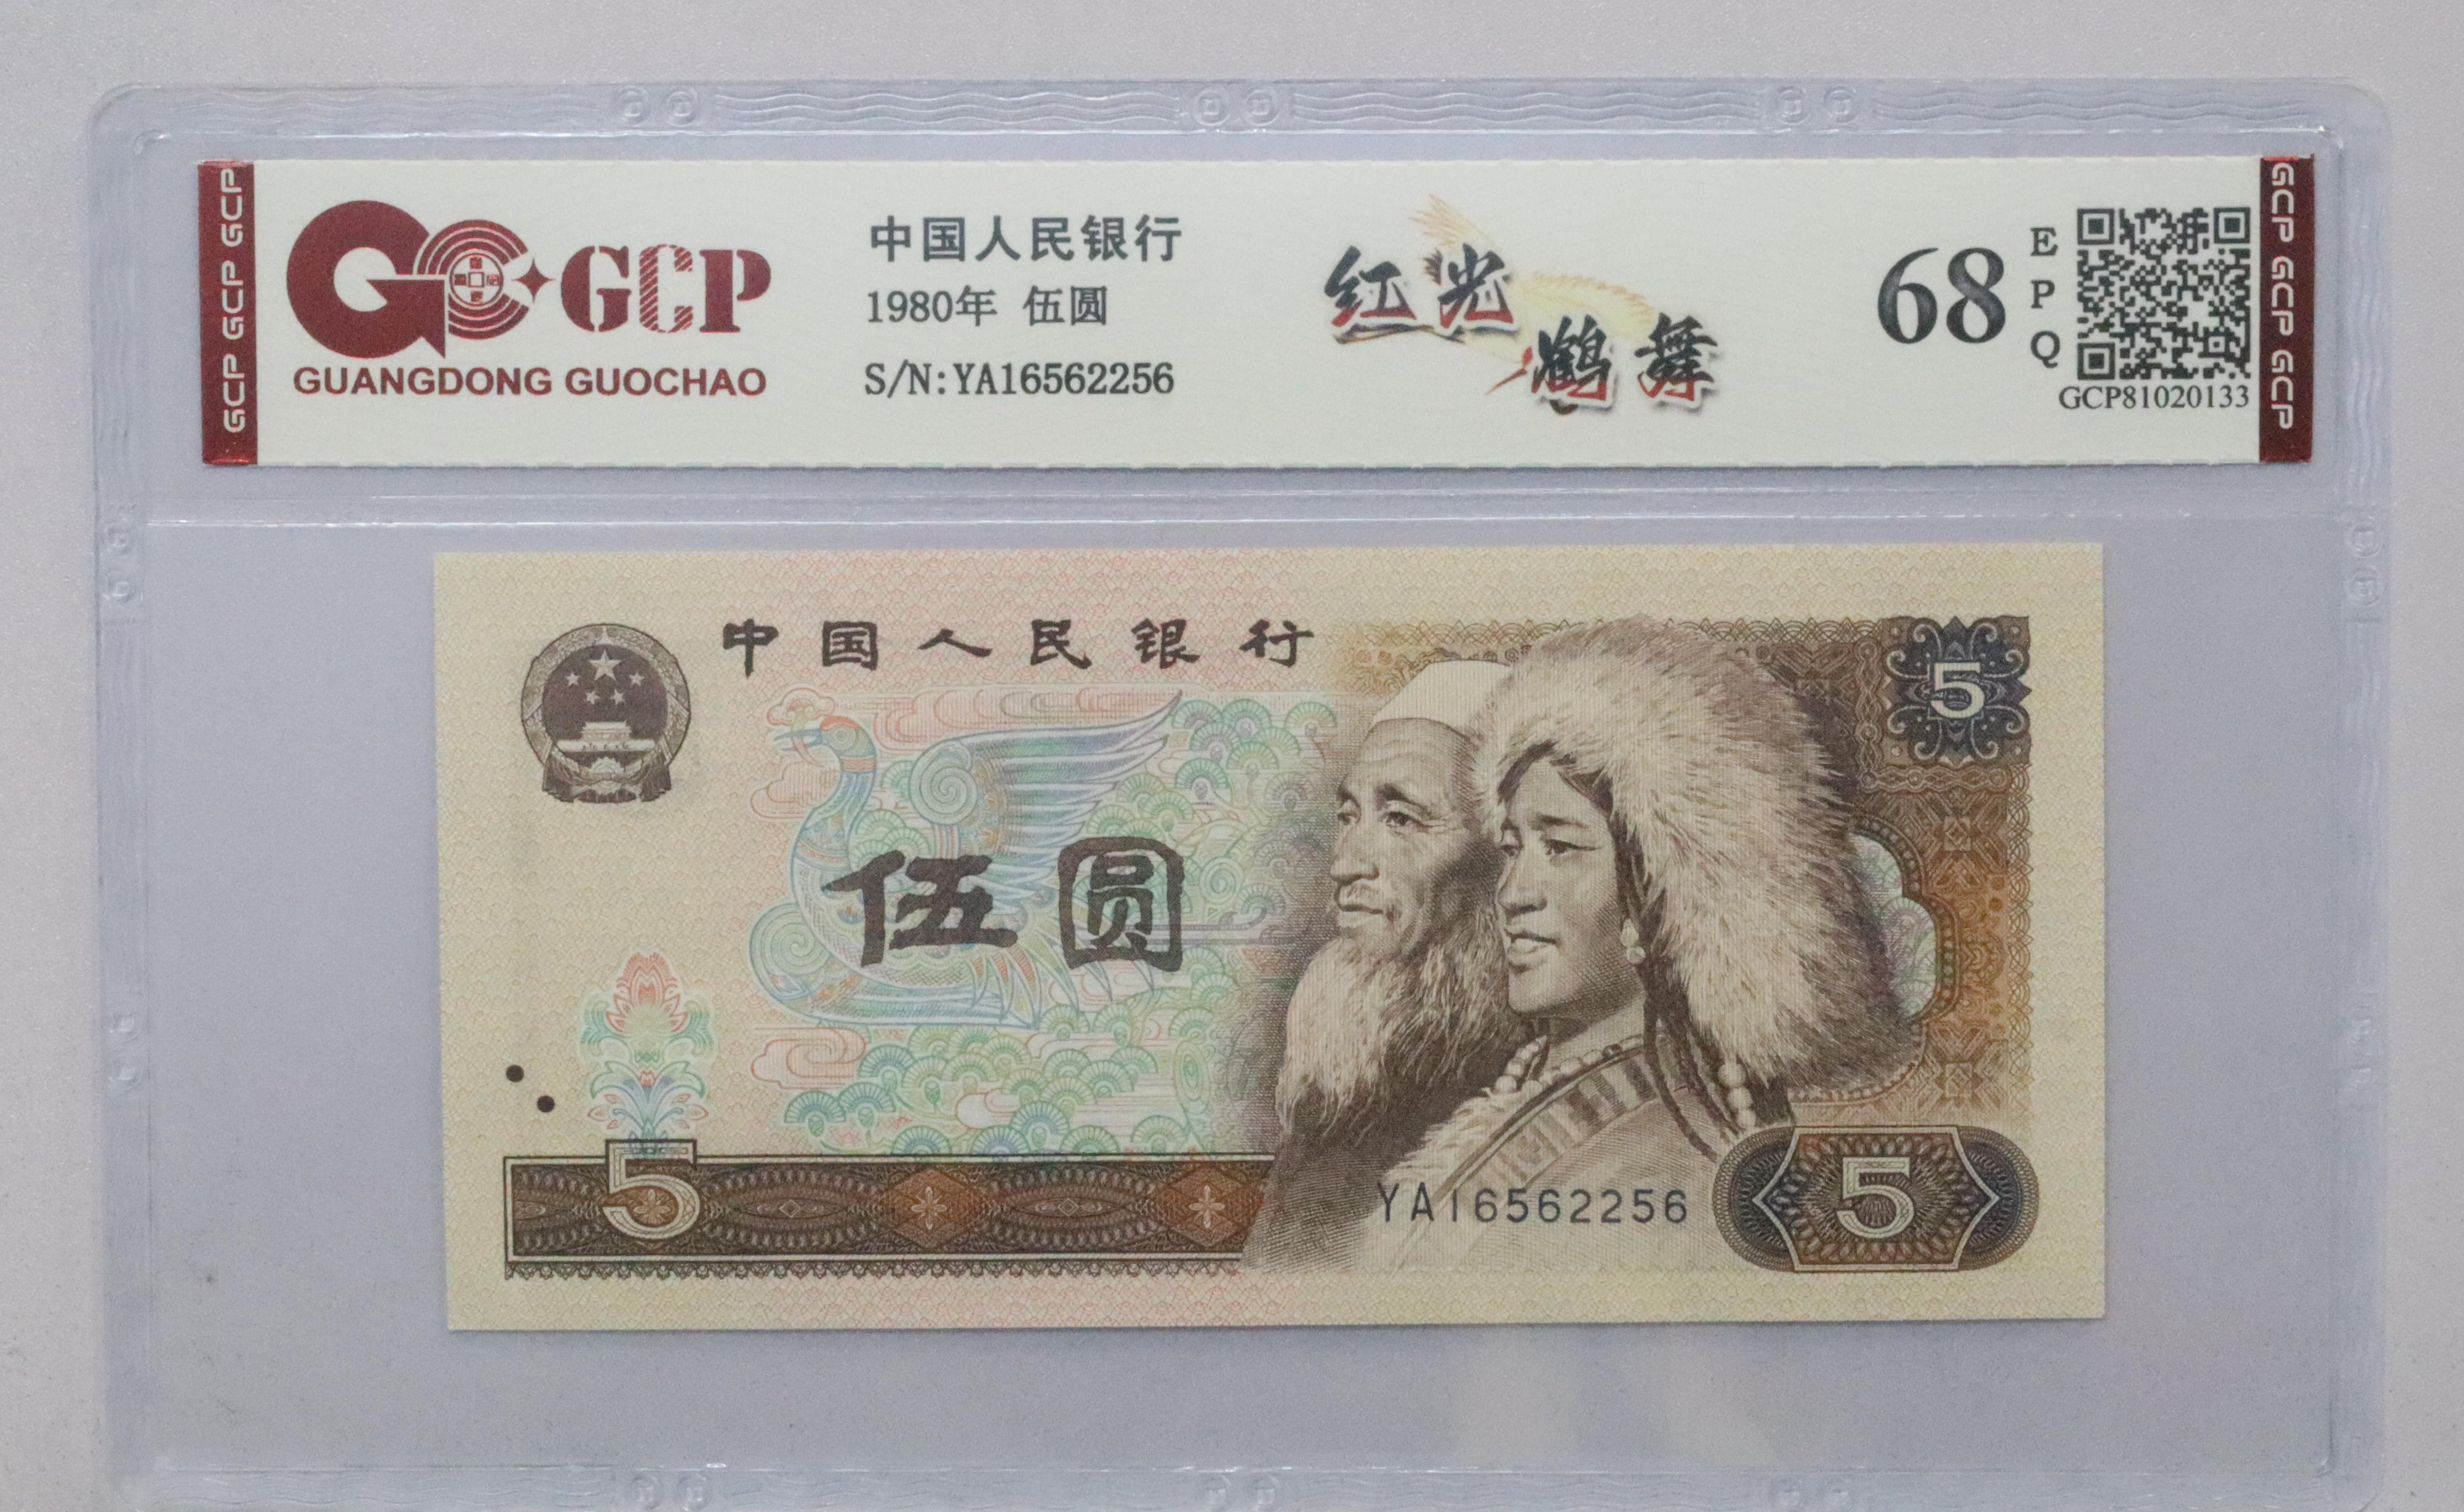 GCP GCP GCP
GCP
GUANGDONG GUOCHAO
中国人民银行
1980年 伍圆
S/N:YA16562256
红光
鹤舞
68
E
P
Q
GCP81020133
GCP GCP GCP
中国人民银行
5
伍圆
5
YA16562256
5